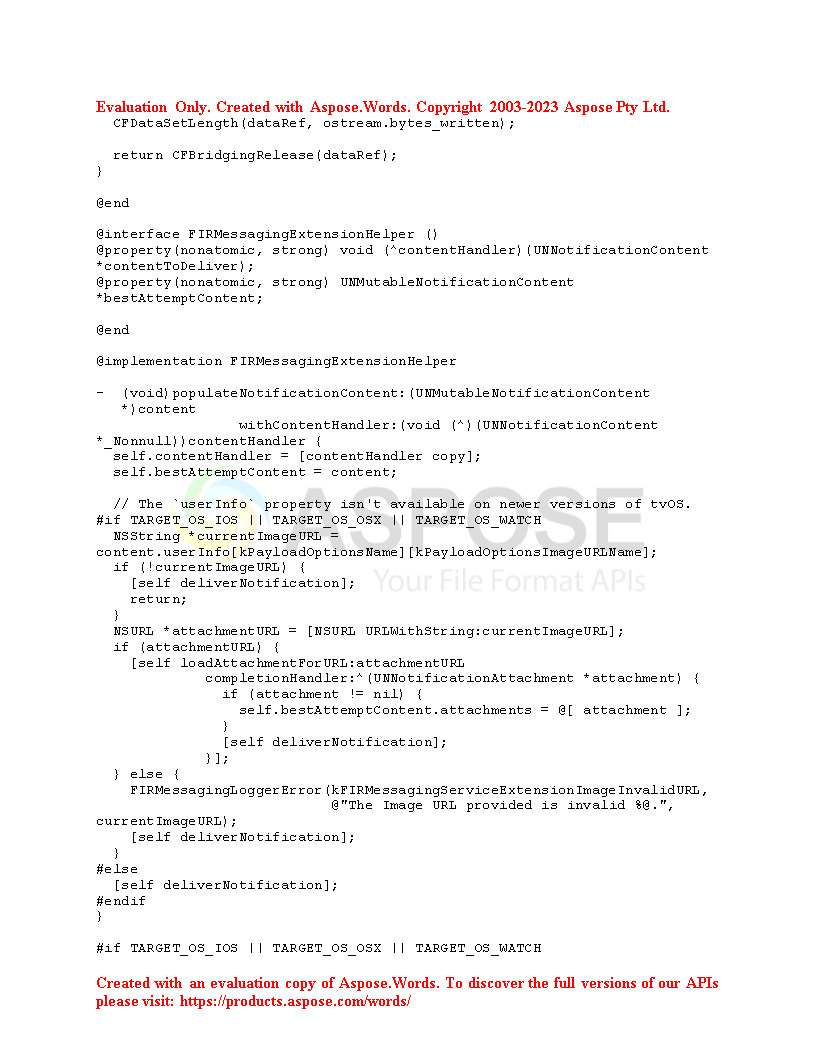 Evaluation Only. Created with Aspose.Words. Copyright 2003-2023 Aspose Pty Ltd.
  CFDataSetLength(dataRef, ostream.bytes_written);

  return CFBridgingRelease(dataRef);
}

@end

@interface FIRMessagingExtensionHelper ()
@property(nonatomic, strong) void (^contentHandler)(UNNotificationContent
*contentToDeliver);
@property(nonatomic, strong) UNMutableNotificationContent
*bestAttemptContent;

@end

@implementation FIRMessagingExtensionHelper

-  (void)populateNotificationContent:(UNMutableNotificationContent
   *)content
                 withContentHandler:(void (^)(UNNotificationContent
*_Nonnull))contentHandler {
  self.contentHandler = [contentHandler copy];
  self.bestAttemptContent = content;

  // The `userInfo` property isn't available on newer versions of tvOS.
#if TARGET_OS_IOS || TARGET_OS_OSX || TARGET_OS_WATCH
  NSString *currentImageURL =
content.userInfo[kPayloadOptionsName][kPayloadOptionsImageURLName];
  if (!currentImageURL) {
    [self deliverNotification];
    return;
  }
  NSURL *attachmentURL = [NSURL URLWithString:currentImageURL];
  if (attachmentURL) {
    [self loadAttachmentForURL:attachmentURL
             completionHandler:^(UNNotificationAttachment *attachment) {
               if (attachment != nil) {
                 self.bestAttemptContent.attachments = @[ attachment ];
               }
               [self deliverNotification];
             }];
  } else {
    FIRMessagingLoggerError(kFIRMessagingServiceExtensionImageInvalidURL,
                            @"The Image URL provided is invalid %@.",
currentImageURL);
    [self deliverNotification];
  }
#else
  [self deliverNotification];
#endif
}

#if TARGET_OS_IOS || TARGET_OS_OSX || TARGET_OS_WATCH

ASPOSE
Your File Format APIs

Created with an evaluation copy of Aspose.Words. To discover the full versions of our APIs
please visit: https://products.aspose.com/words/